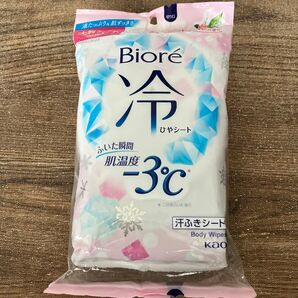 Bioré
冷
ひやシート
ふいた瞬間
肌温度
-3℃
汗ふきシート
Body Wipes
Kao